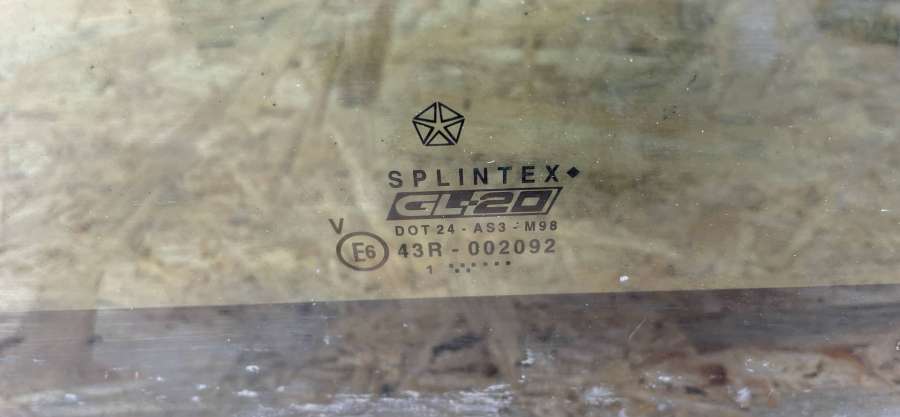 SPLINTEX
GL-20
DOT 24 - AS3 - M98
V
E6 43R - 002092
1